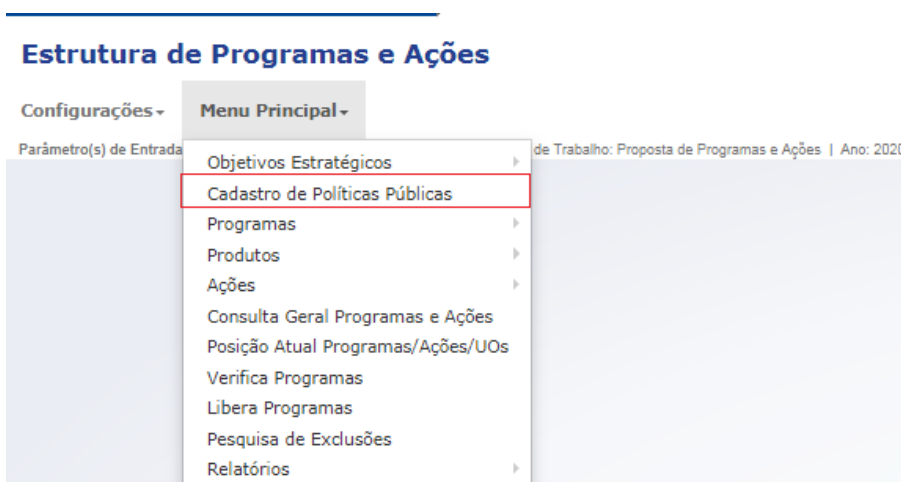 Estrutura de Programas e Ações
Configurações Menu Principal
Parâmetro(s) de Entrada de Trabalho: Proposta de Programas e Ações | Ano: 2020
Objetivos Estratégicos
Cadastro de Políticas Públicas
Programas
Produtos
Ações
Consulta Geral Programas e Ações
Posição Atual Programas/Ações/UOs
Verifica Programas
Libera Programas
Pesquisa de Exclusões
Relatórios